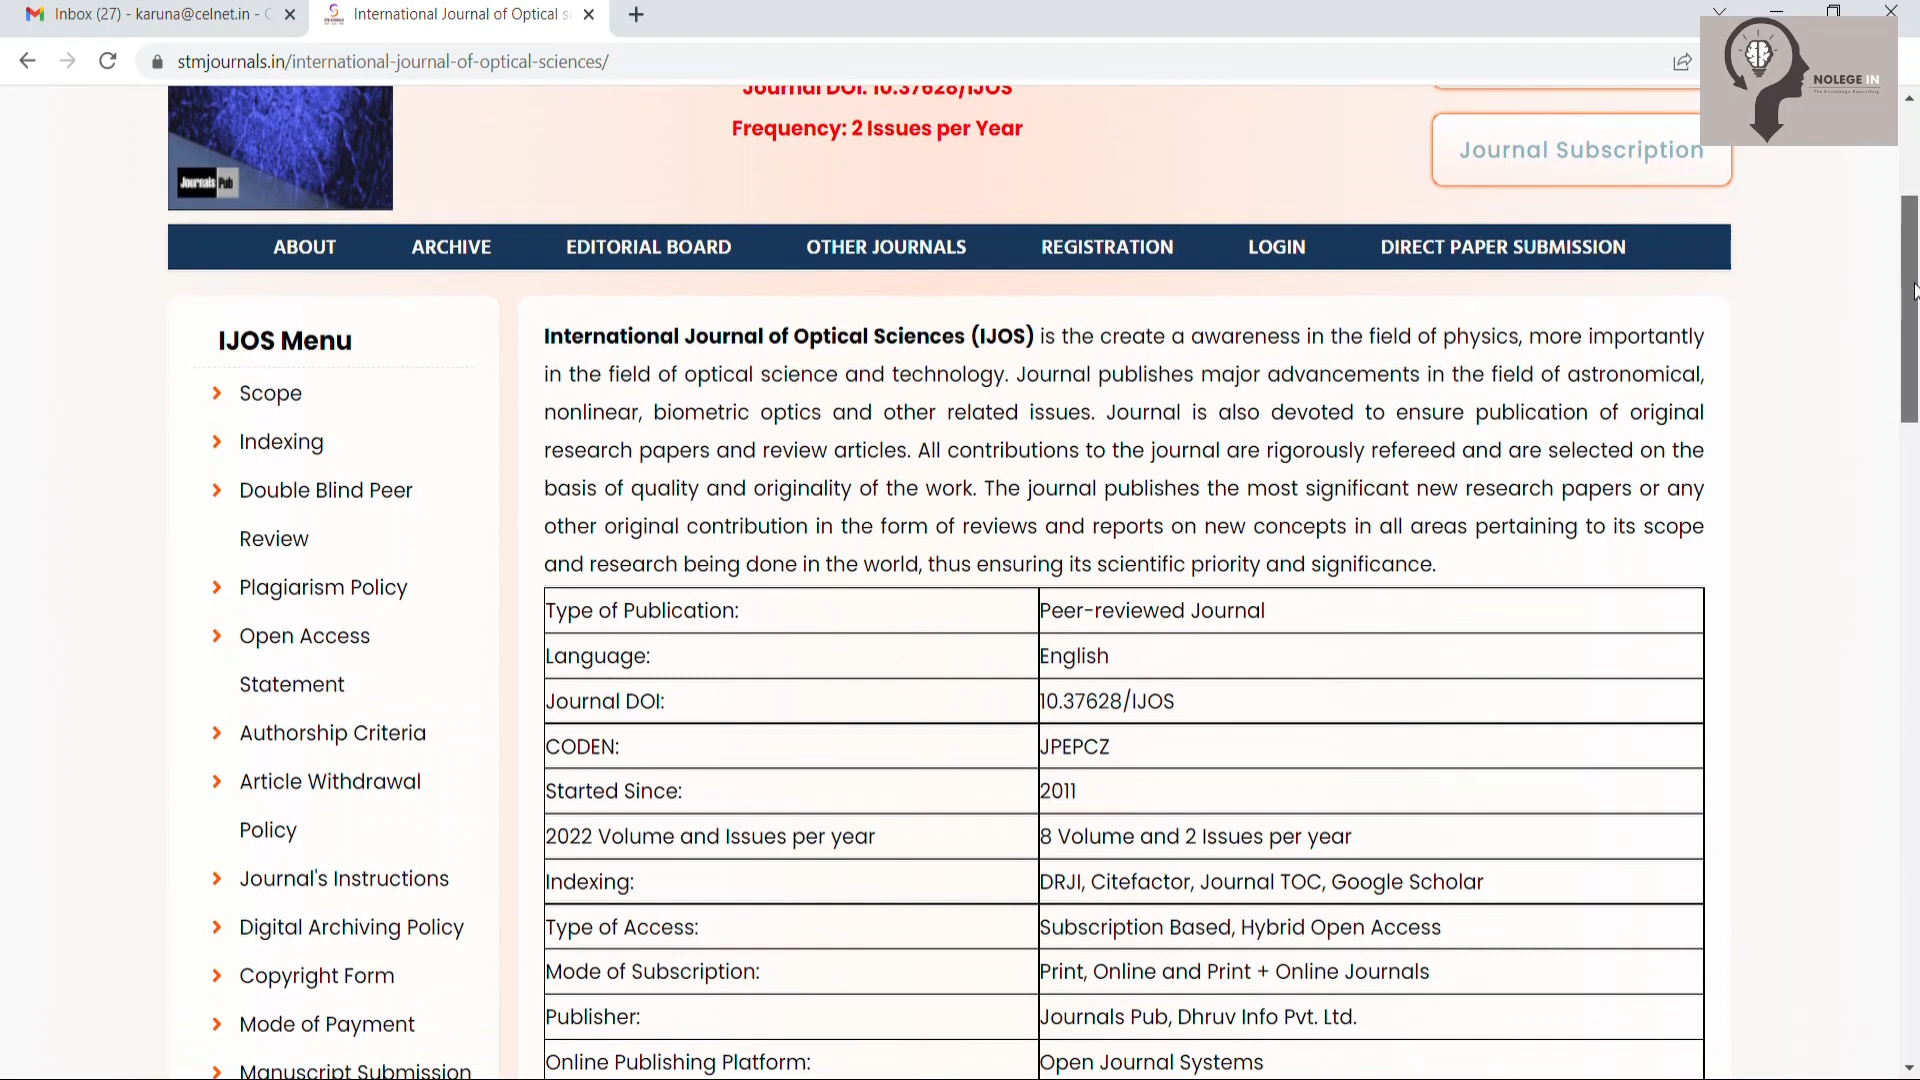 Inbox (27) - karuna@celnet.in -
International Journal of Optical
stmjournals.in/international-journal-of-optical-sciences/
NOLEGE IN
Journal DOI: 10.37628/IJOS
Frequency: 2 Issues per Year
Journal Subscription
Journals Pub
ABOUT ARCHIVE EDITORIAL BOARD OTHER JOURNALS REGISTRATION LOGIN DIRECT PAPER SUBMISSION
IJOS Menu
Scope
Indexing
Double Blind Peer
Review
Plagiarism Policy
Open Access
Statement
Authorship Criteria
Article Withdrawal
Policy
Journal's Instructions
Digital Archiving Policy
Copyright Form
Mode of Payment
Manuscript Submission
International Journal of Optical Sciences (IJOS) is the create a awareness in the field of physics, more importantly
in the field of optical science and technology. Journal publishes major advancements in the field of astronomical,
nonlinear, biometric optics and other related issues. Journal is also devoted to ensure publication of original
research papers and review articles. All contributions to the journal are rigorously refereed and are selected on the
basis of quality and originality of the work. The journal publishes the most significant new research papers or any
other original contribution in the form of reviews and reports on new concepts in all areas pertaining to its scope
and research being done in the world, thus ensuring its scientific priority and significance.
Type of Publication: Peer-reviewed Journal
Language: English
Journal DOI: 10.37628/IJOS
CODEN: JPEPCZ
Started Since: 2011
2022 Volume and Issues per year 8 Volume and 2 Issues per year
Indexing: DRJI, Citefactor, Journal TOC, Google Scholar
Type of Access: Subscription Based, Hybrid Open Access
Mode of Subscription: Print, Online and Print + Online Journals
Publisher: Journals Pub, Dhruv Info Pvt. Ltd.
Online Publishing Platform: Open Journal Systems